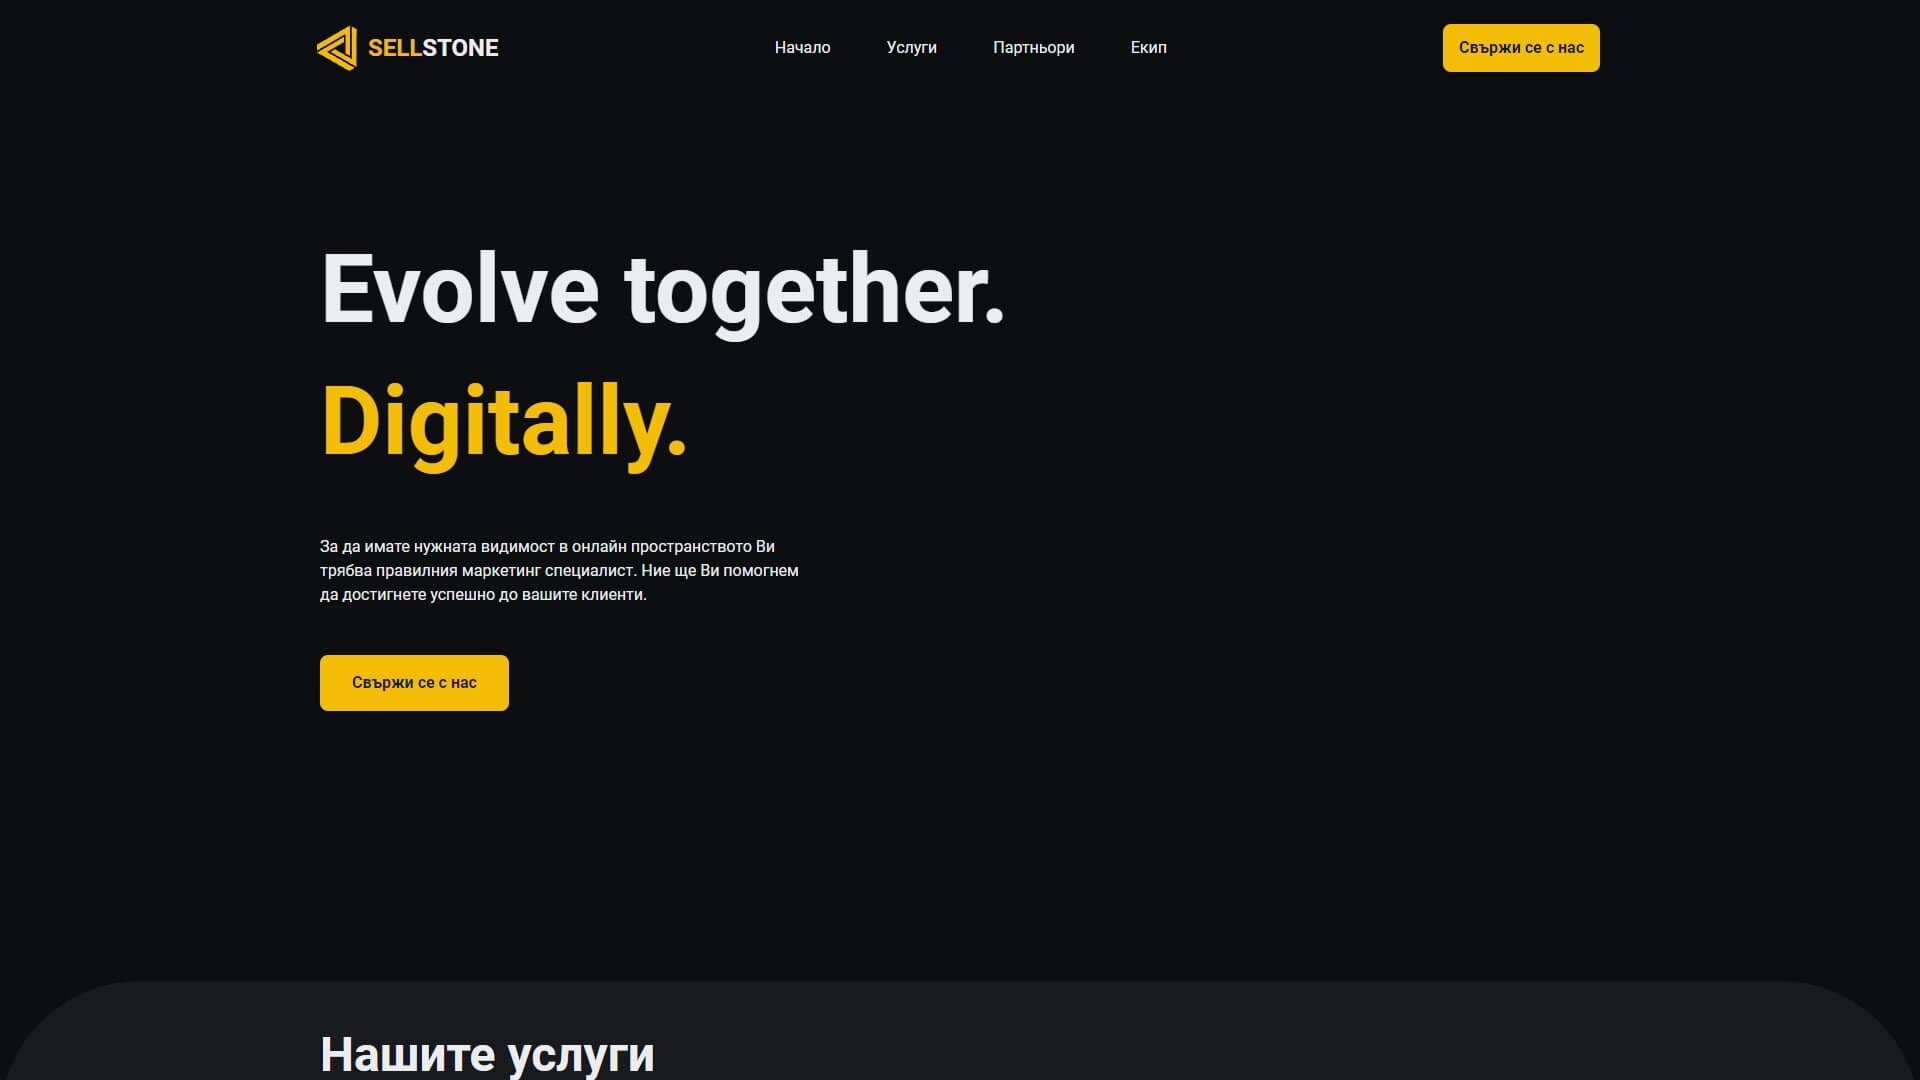 SELLSTONE
Начало
Услуги
Партньори
Екип
Свържи се с нас
Evolve together.
Digitally.
За да имате нужната видимост в онлайн пространството Ви
трябва правилния маркетинг специалист. Ние ще Ви помогнем
да достигнете успешно до вашите клиенти.
Свържи се с нас
Нашите услуги